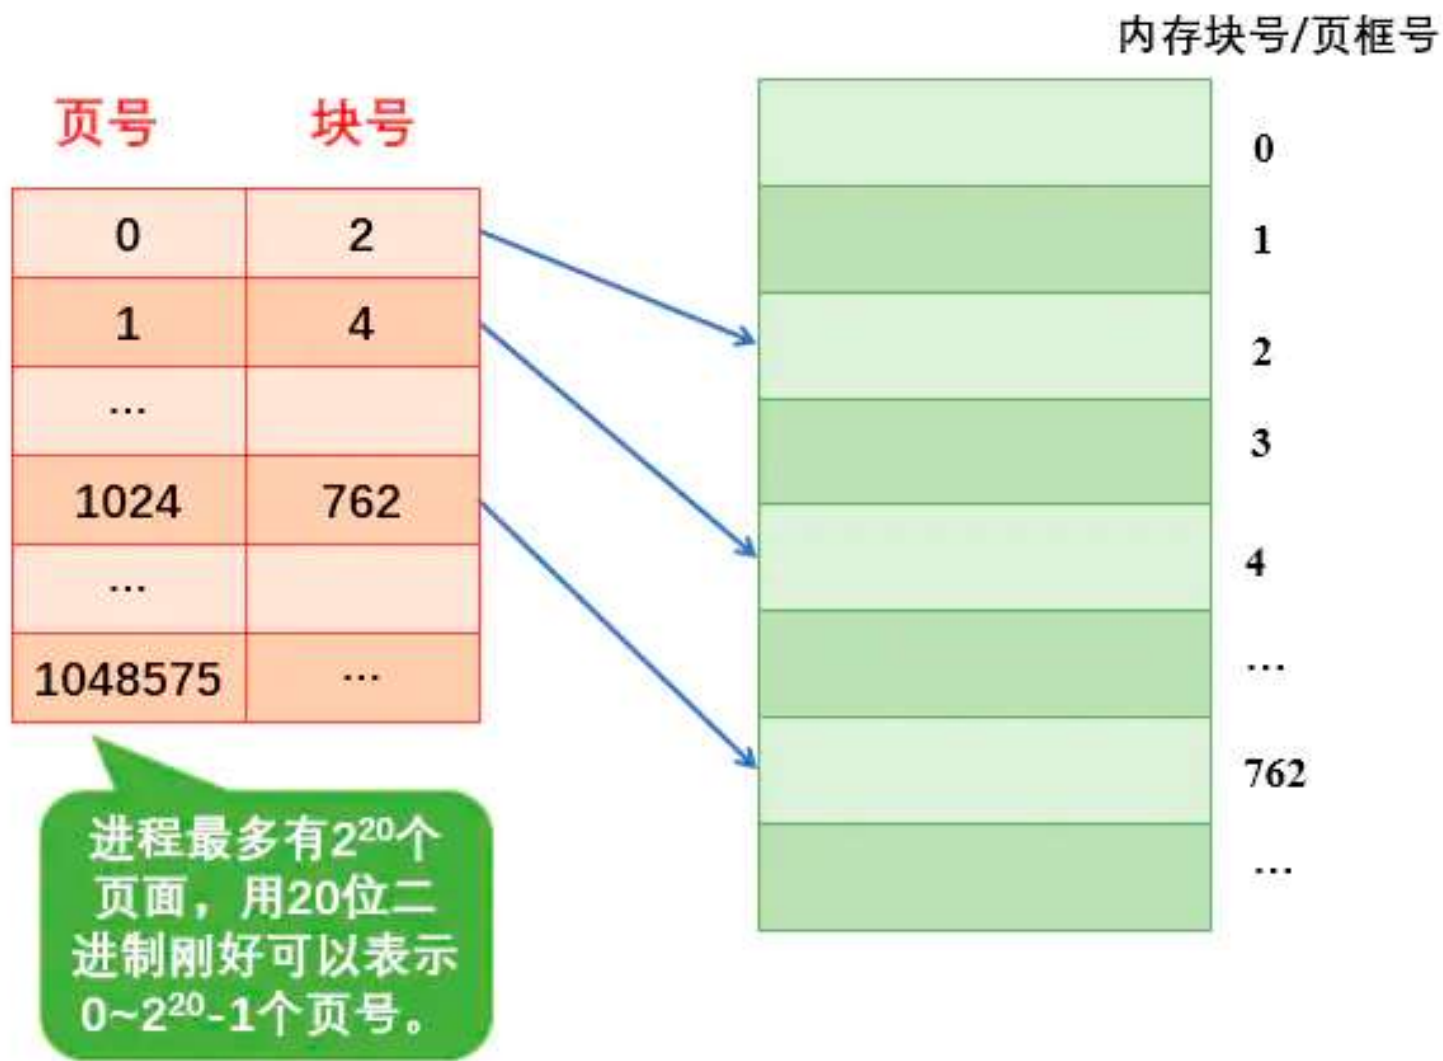 内存块号/页框号
页号 块号
0 2
1 4
...
1024 762
...
1048575 ...
进程最多有2²⁰个
页面，用20位二
进制刚好可以表示
0~2²⁰-1个页号。
0
1
2
3
4
...
762
...